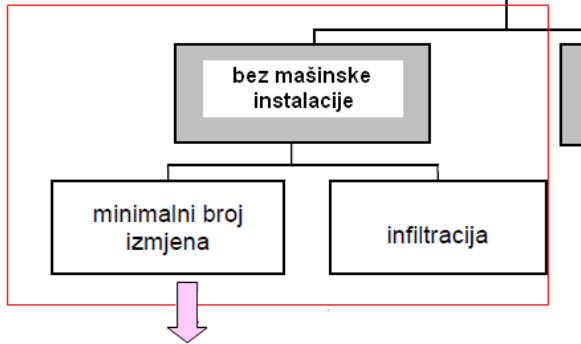 bez mašinske
instalacije
minimalni broj
izmjena
infiltracija